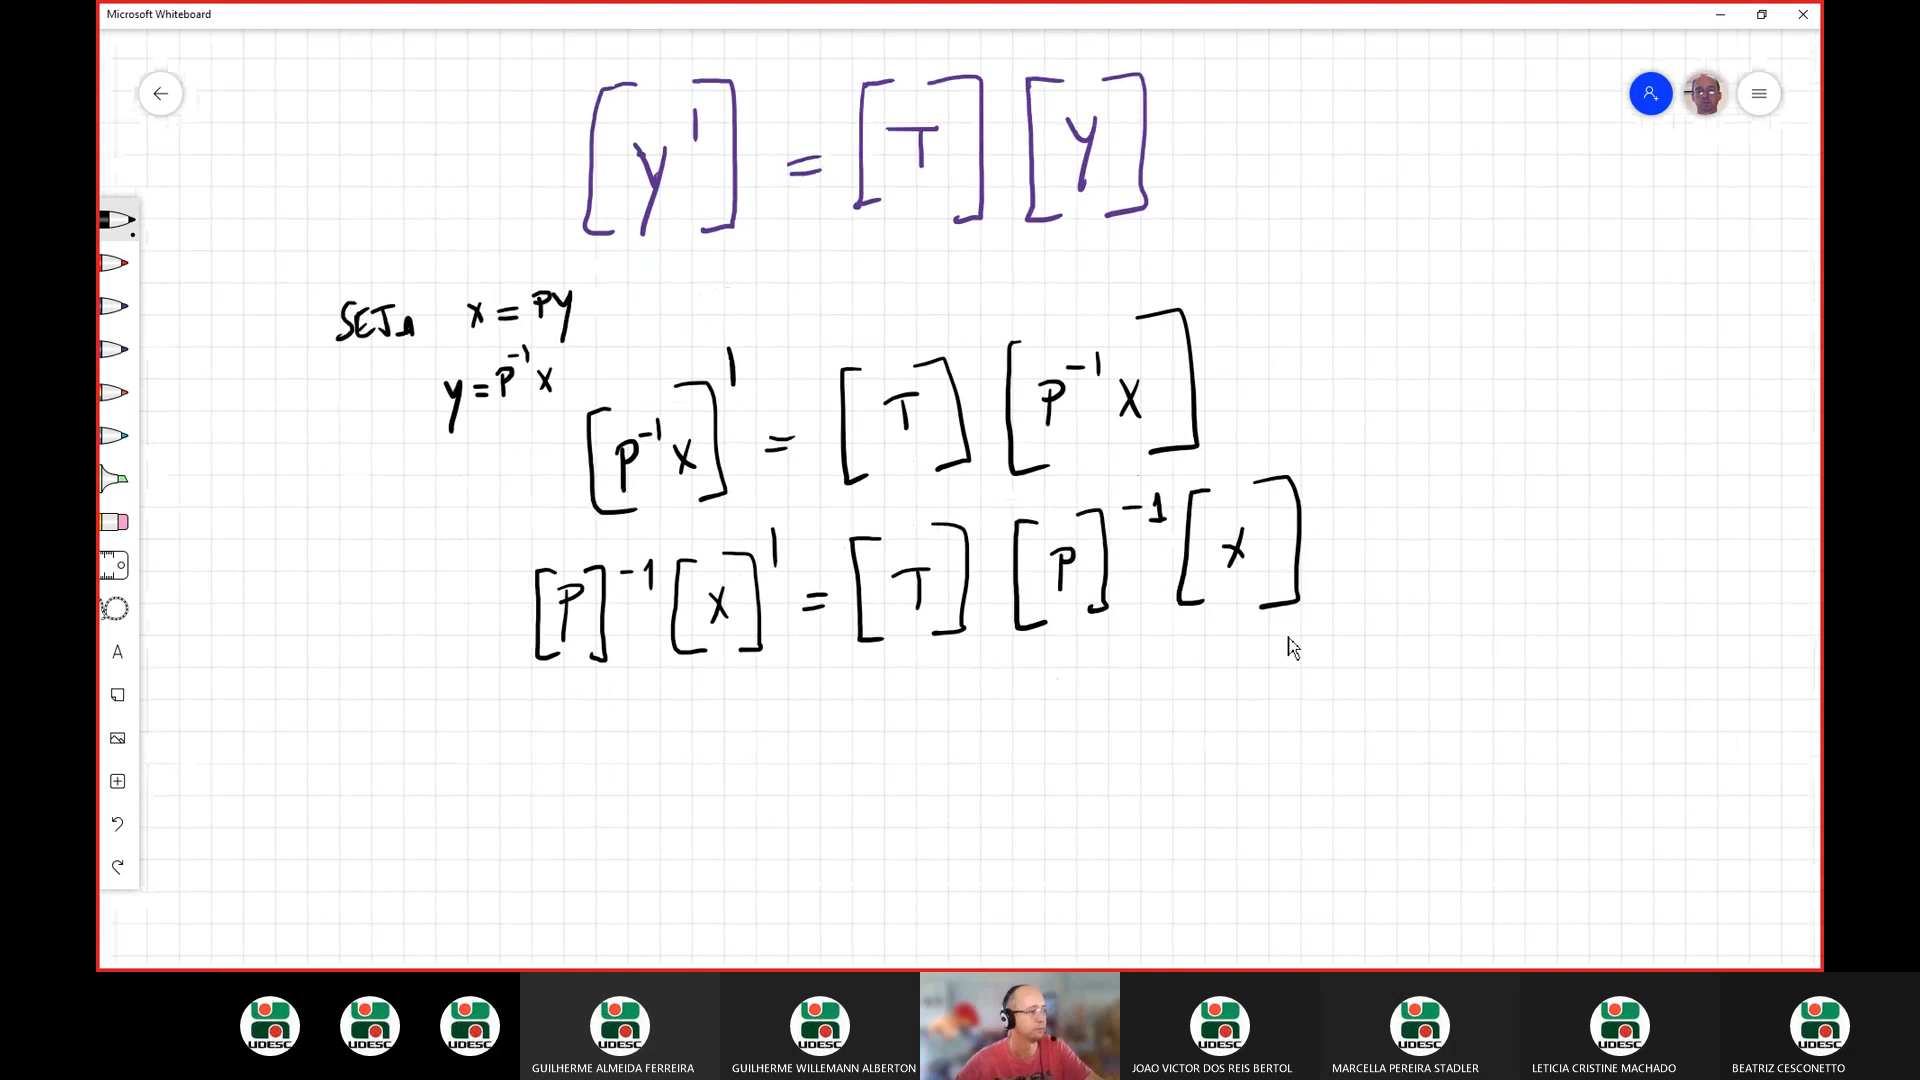 Microsoft Whiteboard
[y'] = [T] [y]
SEJA x = Py
y = P⁻¹x
[P⁻¹x]' = [T] [P⁻¹x]
[P]⁻¹ [x]' = [T] [P]⁻¹ [x]
A
UDESC UDESC UDESC UDESC UDESC UDESC UDESC UDESC UDESC
GUILHERME ALMEIDA FERREIRA GUILHERME WILLEMANN ALBERTON JOAO VICTOR DOS REIS BERTOL MARCELLA PEREIRA STADLER LETICIA CRISTINE MACHADO BEATRIZ CESCONETTO